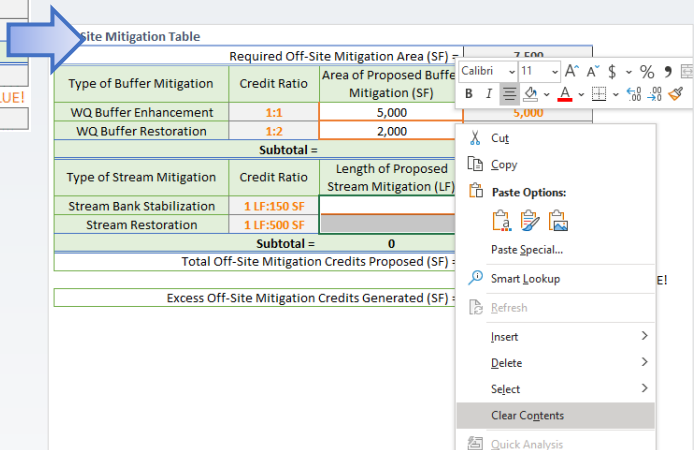 Site Mitigation Table
Required Off-Site Mitigation Area (SF) = 7,500
Calibri 11 A A $ % 9
B I A
LUE!
Type of Buffer Mitigation Credit Ratio Area of Proposed Buffe
Mitigation (SF)
WQ Buffer Enhancement 1:1 5,000 5,000
WQ Buffer Restoration 1:2 2,000
Subtotal =
Type of Stream Mitigation Credit Ratio Length of Proposed
Stream Mitigation (LF)
Stream Bank Stabilization 1 LF:150 SF
Stream Restoration 1 LF:500 SF
Subtotal = 0
Total Off-Site Mitigation Credits Proposed (SF) =
Excess Off-Site Mitigation Credits Generated (SF) =
Cut
Copy
Paste Options:
Paste Special...
Smart Lookup
E!
Refresh
Insert
Delete
Select
Clear Contents
Quick Analysis